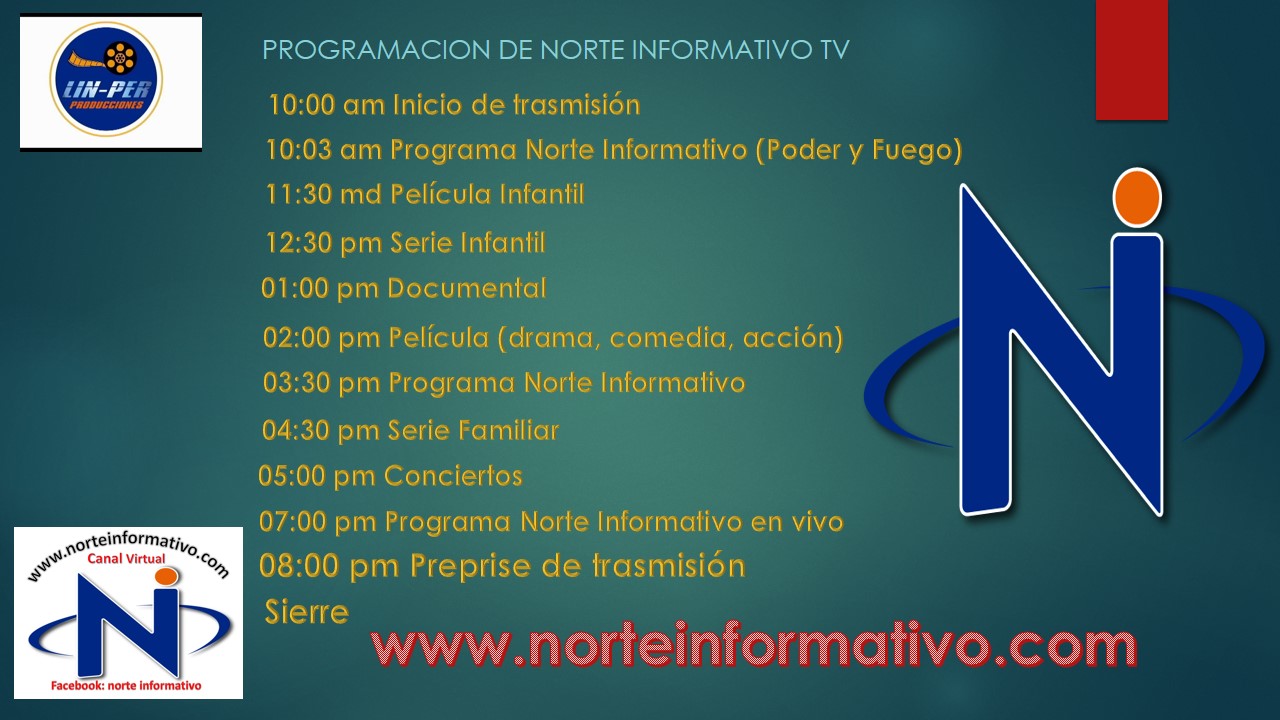 LIN-PER
PRODUCCIONES
PROGRAMACION DE NORTE INFORMATIVO TV
10:00 am Inicio de trasmisión
10:03 am Programa Norte Informativo (Poder y Fuego)
11:30 md Película Infantil
12:30 pm Serie Infantil
01:00 pm Documental
02:00 pm Película (drama, comedia, acción)
03:30 pm Programa Norte Informativo
04:30 pm Serie Familiar
05:00 pm Conciertos
07:00 pm Programa Norte Informativo en vivo
08:00 pm Preprise de trasmisión
Sierre
www.norteinformativo.com
Ni
www.norteinformativo.com
Canal Virtual
Ni
Facebook: norte informativo